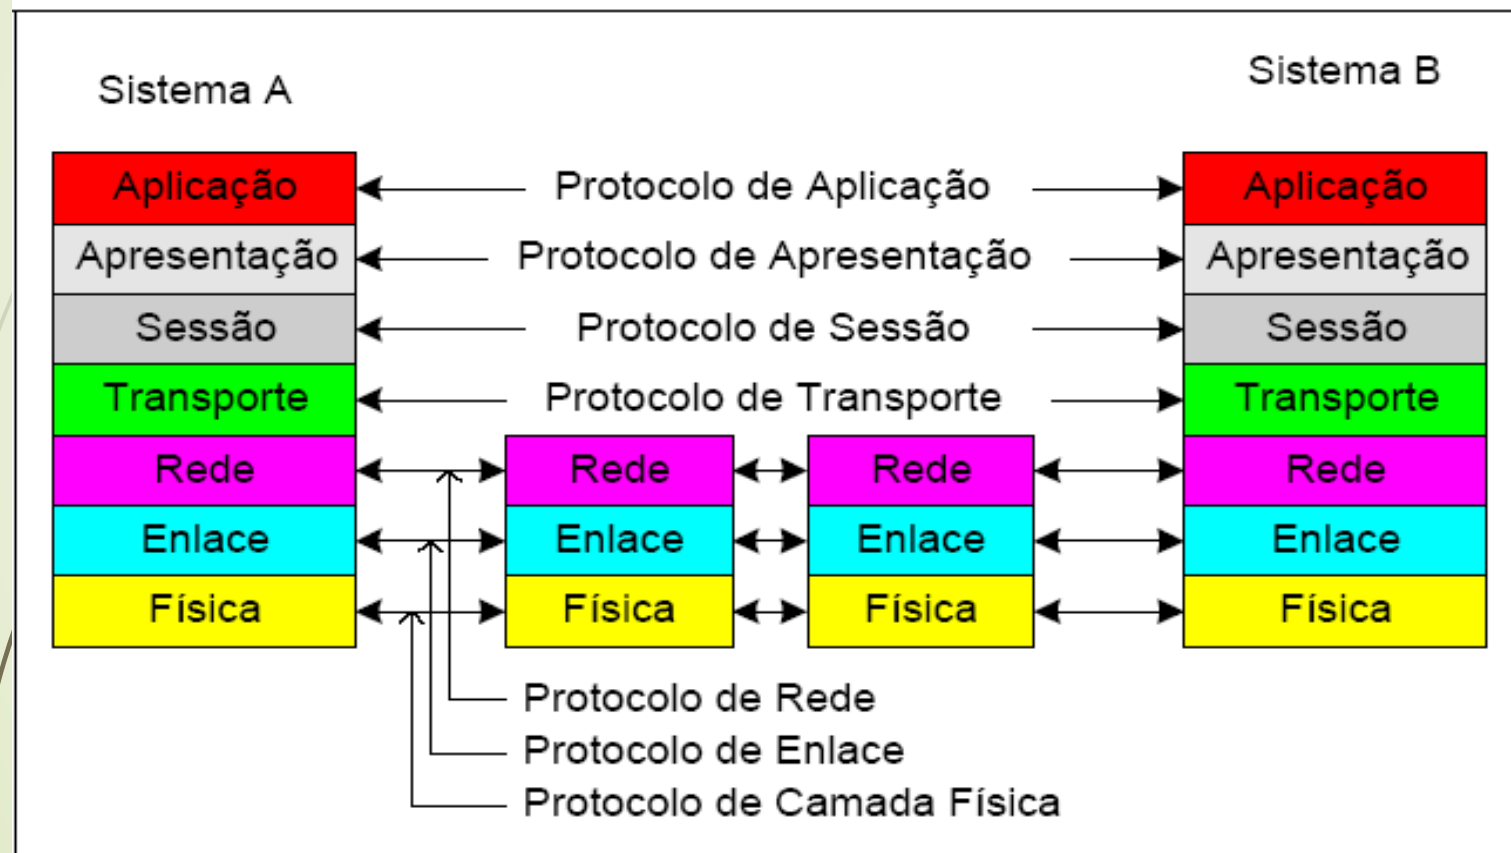 Sistema A
Sistema B
Aplicação
Protocolo de Aplicação
Aplicação
Apresentação
Protocolo de Apresentação
Apresentação
Sessão
Protocolo de Sessão
Sessão
Transporte
Protocolo de Transporte
Transporte
Rede
Rede
Rede
Rede
Enlace
Enlace
Enlace
Enlace
Física
Física
Física
Física
Protocolo de Rede
Protocolo de Enlace
Protocolo de Camada Física